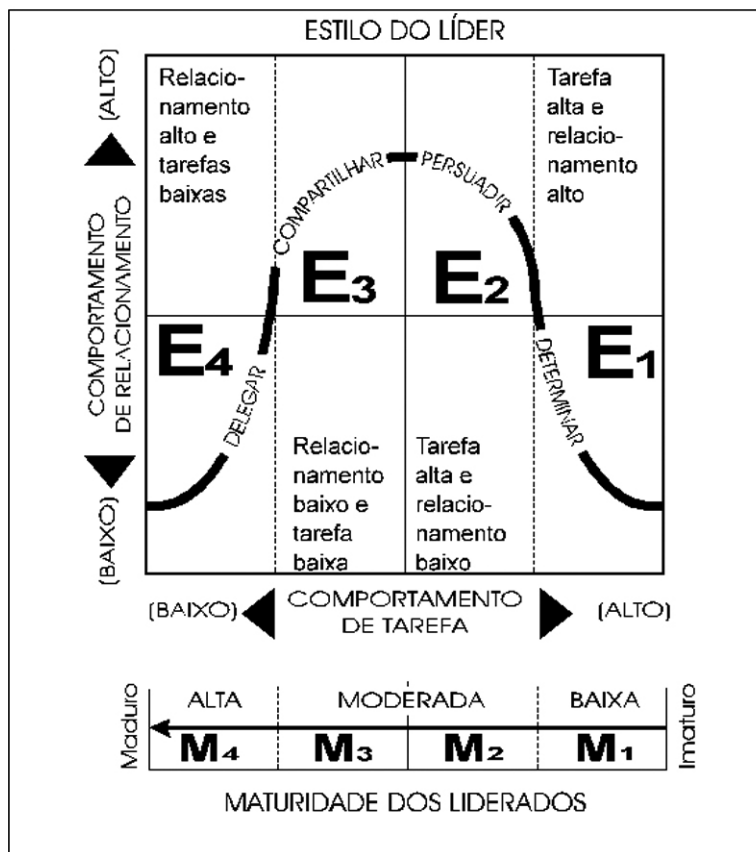 ESTILO DO LÍDER
(ALTO)
COMPORTAMENTO
DE RELACIONAMENTO
(BAIXO)
Relacio-
namento
alto e
tarefas
baixas
Tarefa
alta e
relacio-
namento
alto
COMPARTILHAR
PERSUADIR
E3
E2
E4
E1
DELEGAR
DETERMINAR
Relacio-
namento
baixo e
tarefa
baixa
Tarefa
alta e
relacio-
namento
baixo
(BAIXO)
COMPORTAMENTO
DE TAREFA
(ALTO)
Maduro
ALTA
MODERADA
BAIXA
Imaturo
M4
M3
M2
M1
MATURIDADE DOS LIDERADOS